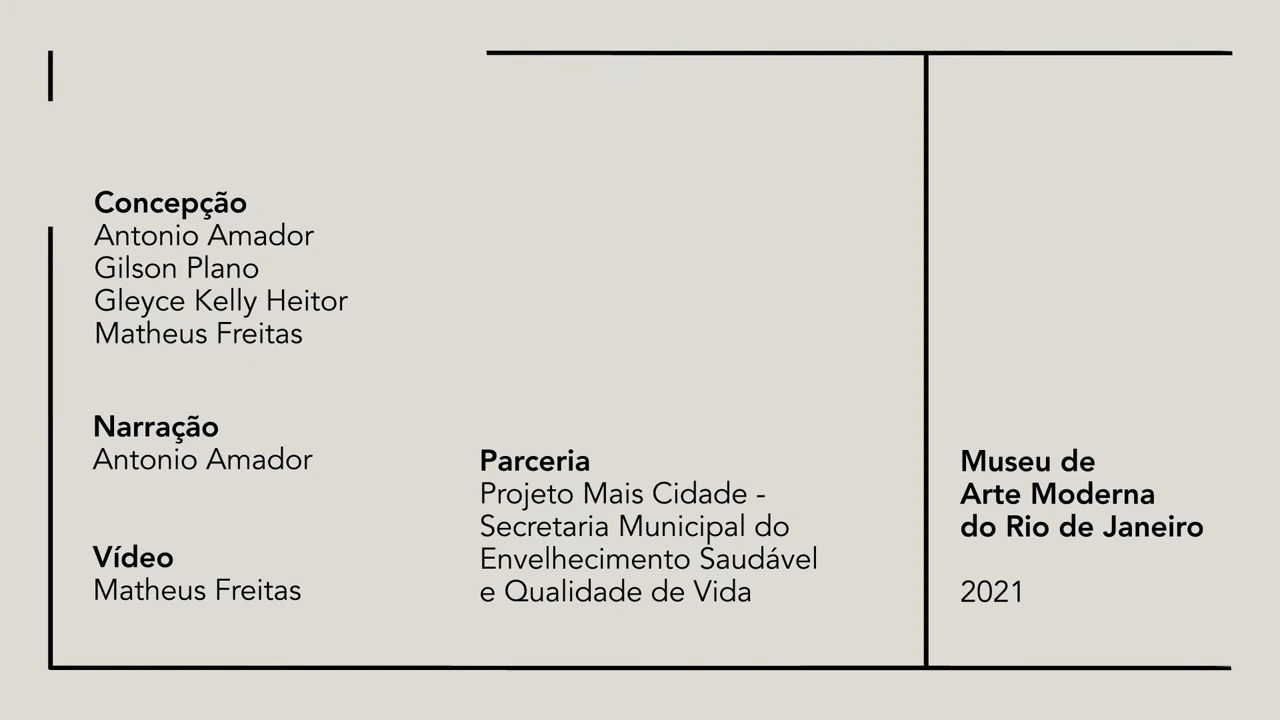 Concepção
Antonio Amador
Gilson Plano
Gleyce Kelly Heitor
Matheus Freitas
Narração
Antonio Amador
Vídeo
Matheus Freitas
Parceria
Projeto Mais Cidade -
Secretaria Municipal do
Envelhecimento Saudável
e Qualidade de Vida
Museu de
Arte Moderna
do Rio de Janeiro
2021